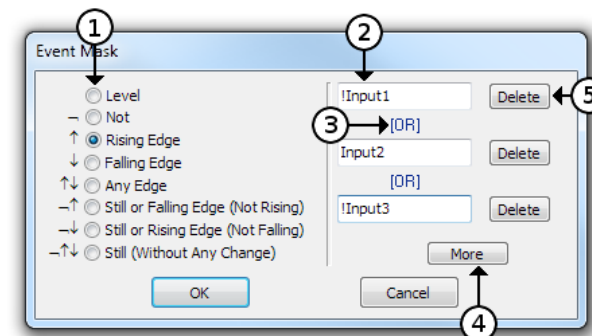 1
2
Event Mask
Level
!Input1
Delete
5
¬ Not
3
[OR]
↑ Rising Edge
Input2
Delete
↓ Falling Edge
[OR]
↑↓ Any Edge
¬↑ Still or Falling Edge (Not Rising)
!Input3
Delete
¬↓ Still or Rising Edge (Not Falling)
¬↑↓ Still (Without Any Change)
More
OK
Cancel
4